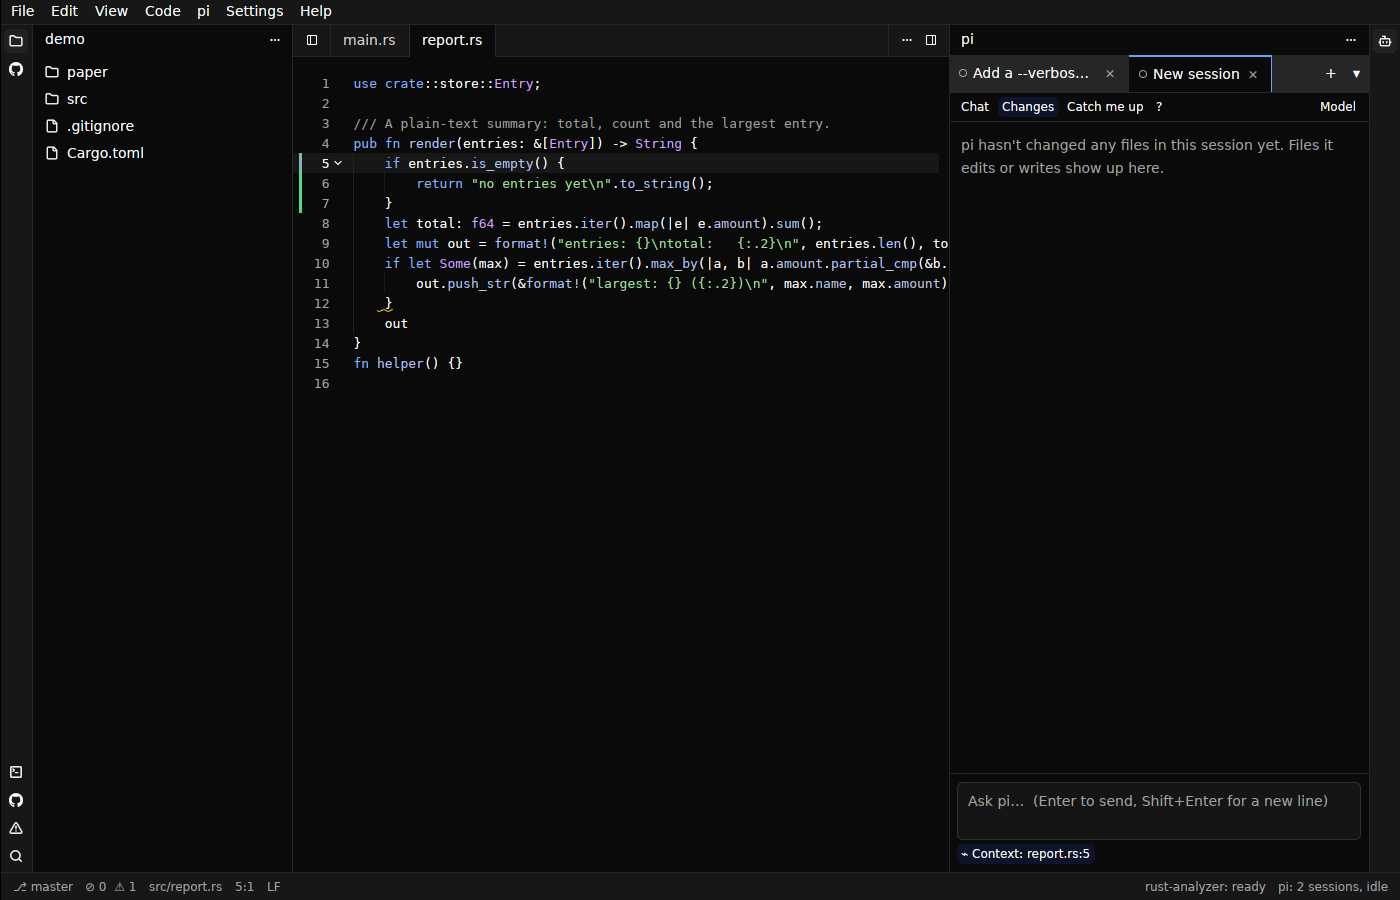 File Edit View Code pi Settings Help
demo ···
main.rs report.rs ···
pi ···
paper
src
.gitignore
Cargo.toml
1 use crate::store::Entry;
2
3 /// A plain-text summary: total, count and the largest entry.
4 pub fn render(entries: &[Entry]) -> String {
5 if entries.is_empty() {
6 return "no entries yet\n".to_string();
7 }
8 let total: f64 = entries.iter().map(|e| e.amount).sum();
9 let mut out = format!("entries: {}\ntotal:   {:.2}\n", entries.len(), to
10 if let Some(max) = entries.iter().max_by(|a, b| a.amount.partial_cmp(&b.
11 out.push_str(&format!("largest: {} ({:.2})\n", max.name, max.amount)
12 }
13 out
14 }
15 fn helper() {}
16
Add a --verbos... × New session × + ▾
Chat Changes Catch me up ? Model
pi hasn't changed any files in this session yet. Files it
edits or writes show up here.
Ask pi... (Enter to send, Shift+Enter for a new line)
Context: report.rs:5
master 0 1 src/report.rs 5:1 LF
rust-analyzer: ready pi: 2 sessions, idle